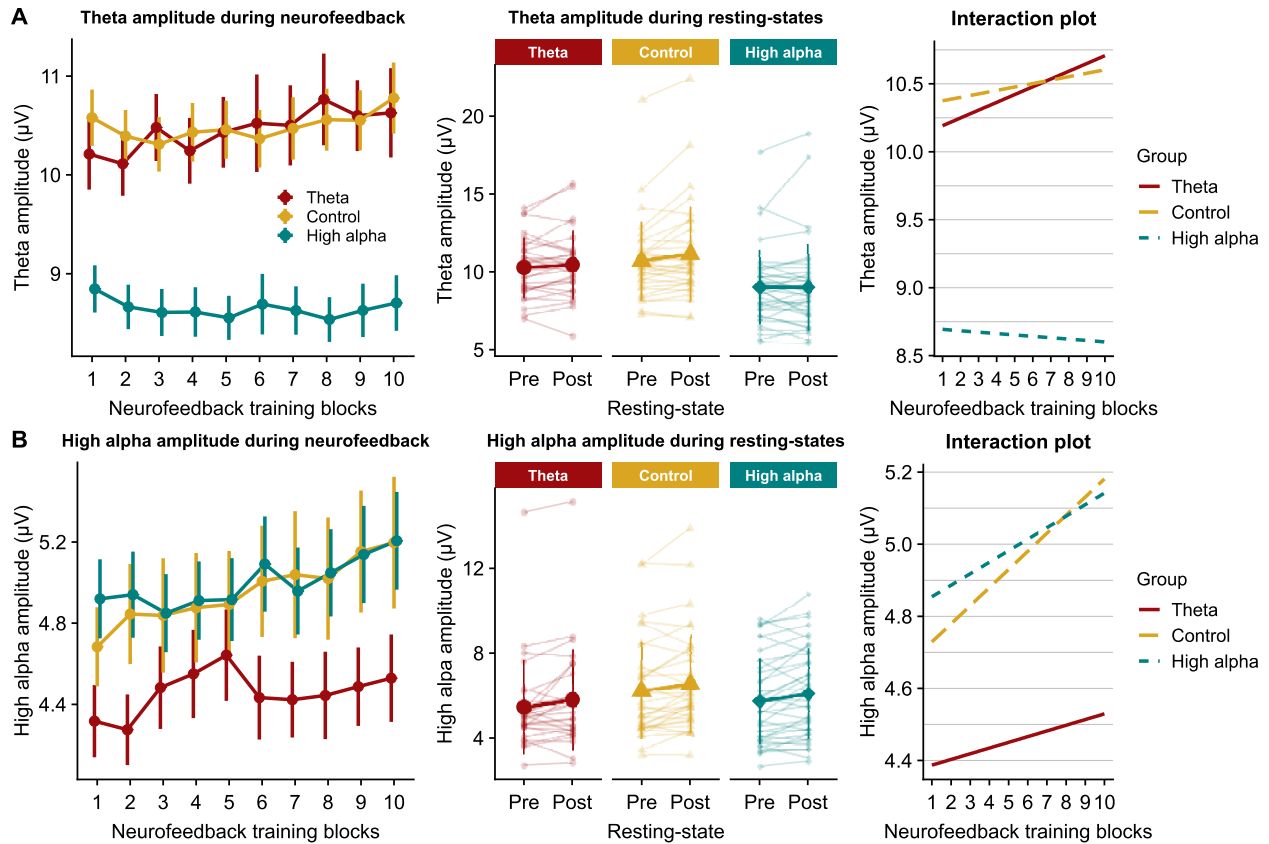 A
Theta amplitude during neurofeedback
Theta amplitude (μV)
11
10
9
Theta
Control
High alpha
1 2 3 4 5 6 7 8 9 10
Neurofeedback training blocks
Theta amplitude during resting-states
Theta Control High alpha
Theta amplitude (μV)
20
15
10
5
Pre Post Pre Post Pre Post
Resting-state
Interaction plot
Theta amplitude (μV)
10.5
10.0
9.5
9.0
8.5
1 2 3 4 5 6 7 8 9 10
Neurofeedback training blocks
Group
Theta
Control
High alpha
B
High alpha amplitude during neurofeedback
High alpha amplitude (μV)
5.2
4.8
4.4
1 2 3 4 5 6 7 8 9 10
Neurofeedback training blocks
High alpha amplitude during resting-states
Theta Control High alpha
High alpa amplitude (μV)
12
8
4
Pre Post Pre Post Pre Post
Resting-state
Interaction plot
High alpha amplitude (μV)
5.2
5.0
4.8
4.6
4.4
1 2 3 4 5 6 7 8 9 10
Neurofeedback training blocks
Group
Theta
Control
High alpha